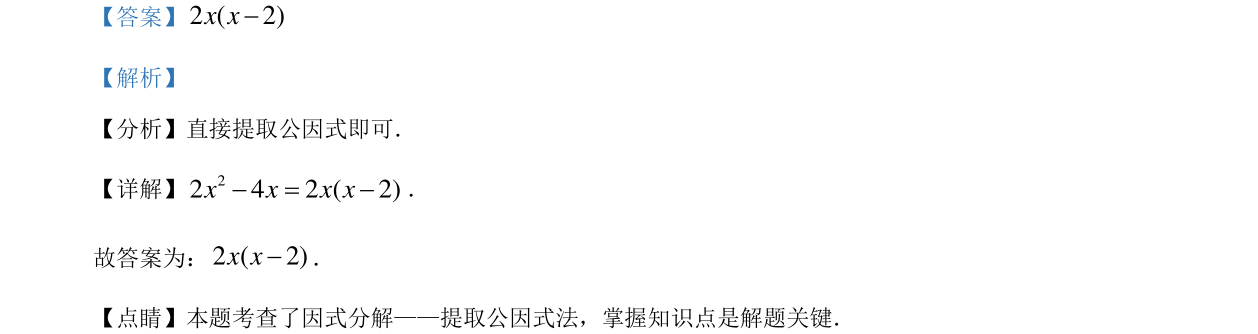 【答案】2x(x-2)
【解析】
【分析】直接提取公因式即可.
【详解】2x²-4x=2x(x-2).
故答案为：2x(x-2).
【点睛】本题考查了因式分解——提取公因式法，掌握知识点是解题关键.